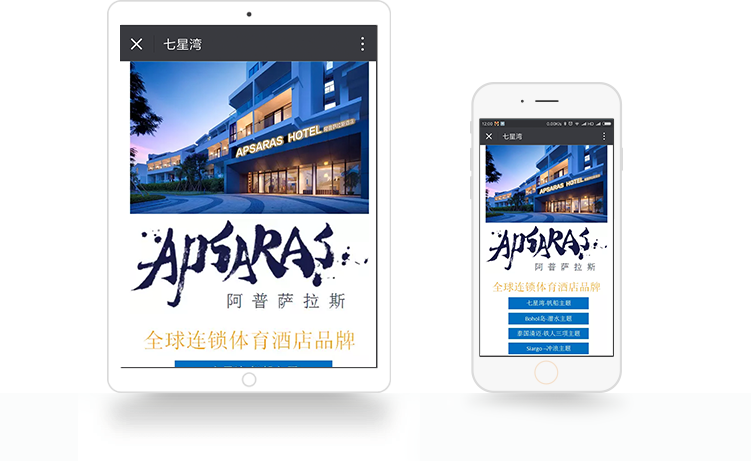 七星湾
APSARAS HOTEL
APSARAS
阿普萨拉斯
全球连锁体育酒店品牌
12:00
七星湾
APSARAS HOTEL
APSARAS
阿普萨拉斯
全球连锁体育酒店品牌
七星湾-帆船主题
Bohol岛-潜水主题
泰国清迈-铁人三项主题
Siargo--冲浪主题